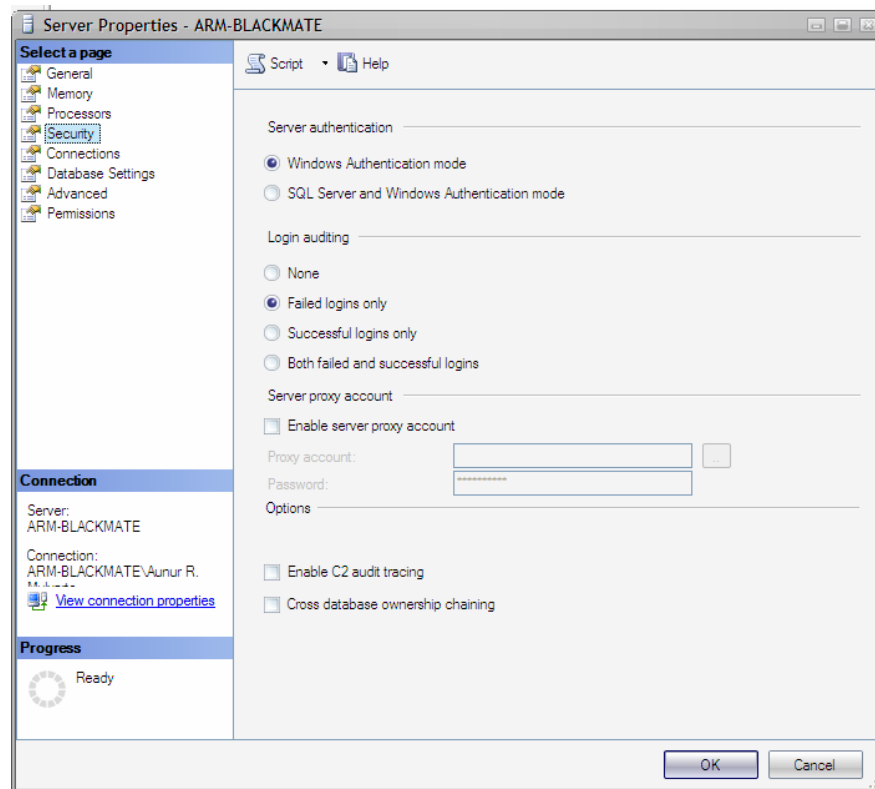 Server Properties - ARM-BLACKMATE
Select a page
General
Memory
Processors
Security
Connections
Database Settings
Advanced
Permissions
Script
Help
Server authentication
Windows Authentication mode
SQL Server and Windows Authentication mode
Login auditing
None
Failed logins only
Successful logins only
Both failed and successful logins
Server proxy account
Enable server proxy account
Proxy account:
...
Password:
**********
Options
Enable C2 audit tracing
Cross database ownership chaining
Connection
Server:
ARM-BLACKMATE
Connection:
ARM-BLACKMATE\Aunur R.
View connection properties
Progress
Ready
OK
Cancel